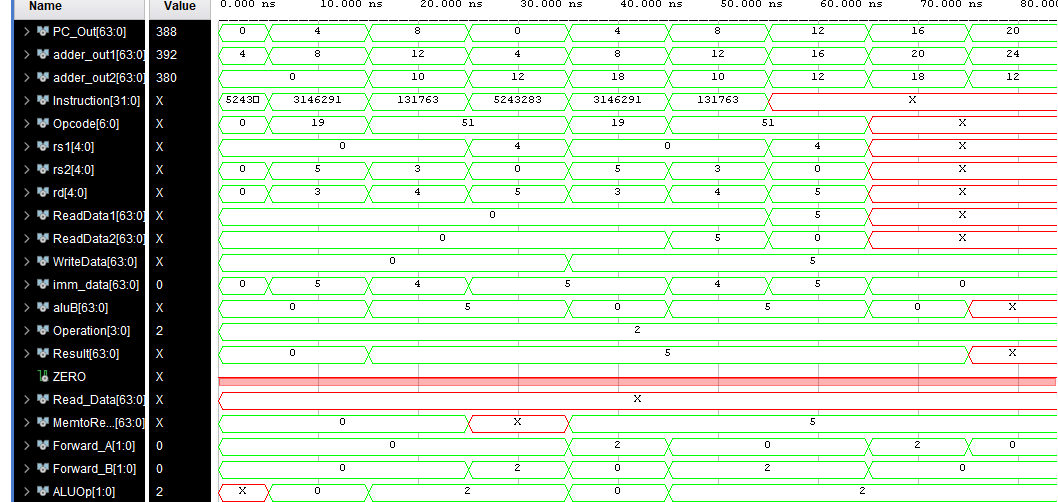 Name Value 0.000 ns 10.000 ns 20.000 ns 30.000 ns 40.000 ns 50.000 ns 60.000 ns 70.000 ns 80.00
PC_Out[63:0] 388 0 4 8 0 4 8 12 16 20
adder_out1[63:0] 392 4 8 12 4 8 12 16 20 24
adder_out2[63:0] 380 0 10 12 18 10 12 18 12
Instruction[31:0] X 5243 3146291 131763 5243283 3146291 131763 X
Opcode[6:0] X 0 19 51 19 51 X
rs1[4:0] X 0 4 0 4 X
rs2[4:0] X 0 5 3 0 5 3 0 X
rd[4:0] X 0 3 4 5 3 4 5 X
ReadData1[63:0] X 0 5 X
ReadData2[63:0] X 0 5 0 X
WriteData[63:0] X 0 5
imm_data[63:0] 0 0 5 4 5 4 5 0
aluB[63:0] X 0 5 0 5 0 X
Operation[3:0] 2 2
Result[63:0] X 0 5 X
ZERO X
Read_Data[63:0] X X
MemtoRe...[63:0] X 0 X 5
Forward_A[1:0] 0 0 2 0 2 0
Forward_B[1:0] 0 0 2 0 2 0
ALUOp[1:0] 2 X 0 2 0 2